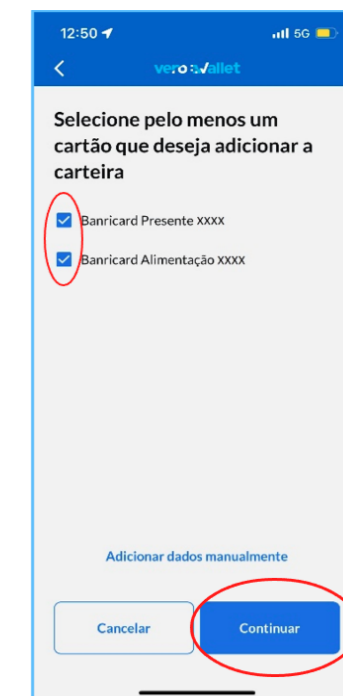 12:50 5G
vero wallet
Selecione pelo menos um
cartão que deseja adicionar a
carteira
Banricard Presente XXXX
Banricard Alimentação XXXX
Adicionar dados manualmente
Cancelar Continuar